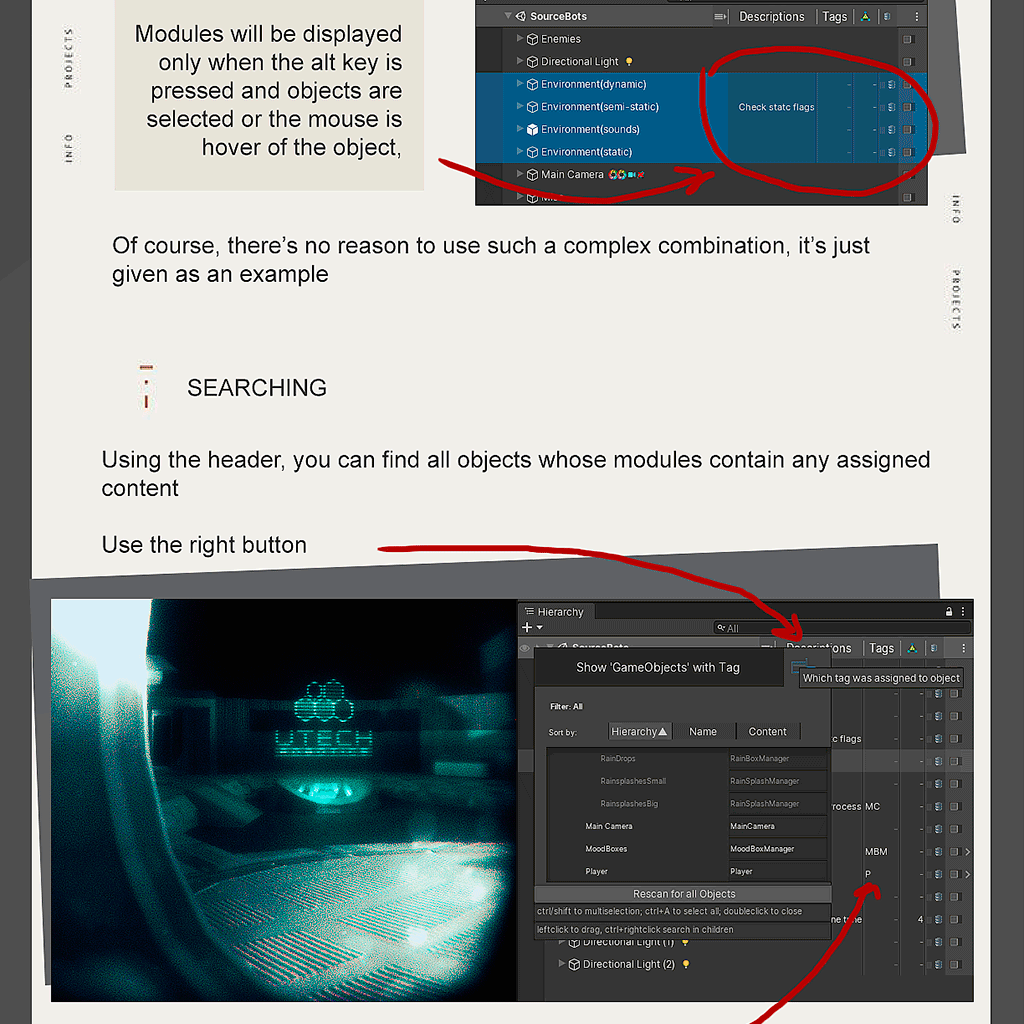 PROJECTS
INFO
Modules will be displayed
only when the alt key is
pressed and objects are
selected or the mouse is
hover of the object,
SourceBots
Descriptions
Tags
Enemies
Directional Light
Environment(dynamic)
Environment(semi-static)
Check statc flags
Environment(sounds)
Environment(static)
Main Camera
INFO
PROJECTS
Of course, there's no reason to use such a complex combination, it's just
given as an example
SEARCHING
Using the header, you can find all objects whose modules contain any assigned
content
Use the right button
UTECH
Hierarchy
All
SourceBots
Descriptions
Tags
Show 'GameObjects' with Tag
Which tag was assigned to object
Filter: All
Sort by:
Hierarchy▲
Name
Content
c flags
RainDrops
RainBoxManager
RainsplashesSmall
RainSplashManager
RainsplashesBig
RainSplashManager
rocess
MC
Main Camera
MainCamera
MoodBoxes
MoodBoxManager
MBM
Player
Player
P
Rescan for all Objects
ctrl/shift to multiselection; ctrl+A to select all; doubleclick to close
4
leftclick to drag, ctrl+rightclick search in children
Directional Light (1)
Directional Light (2)